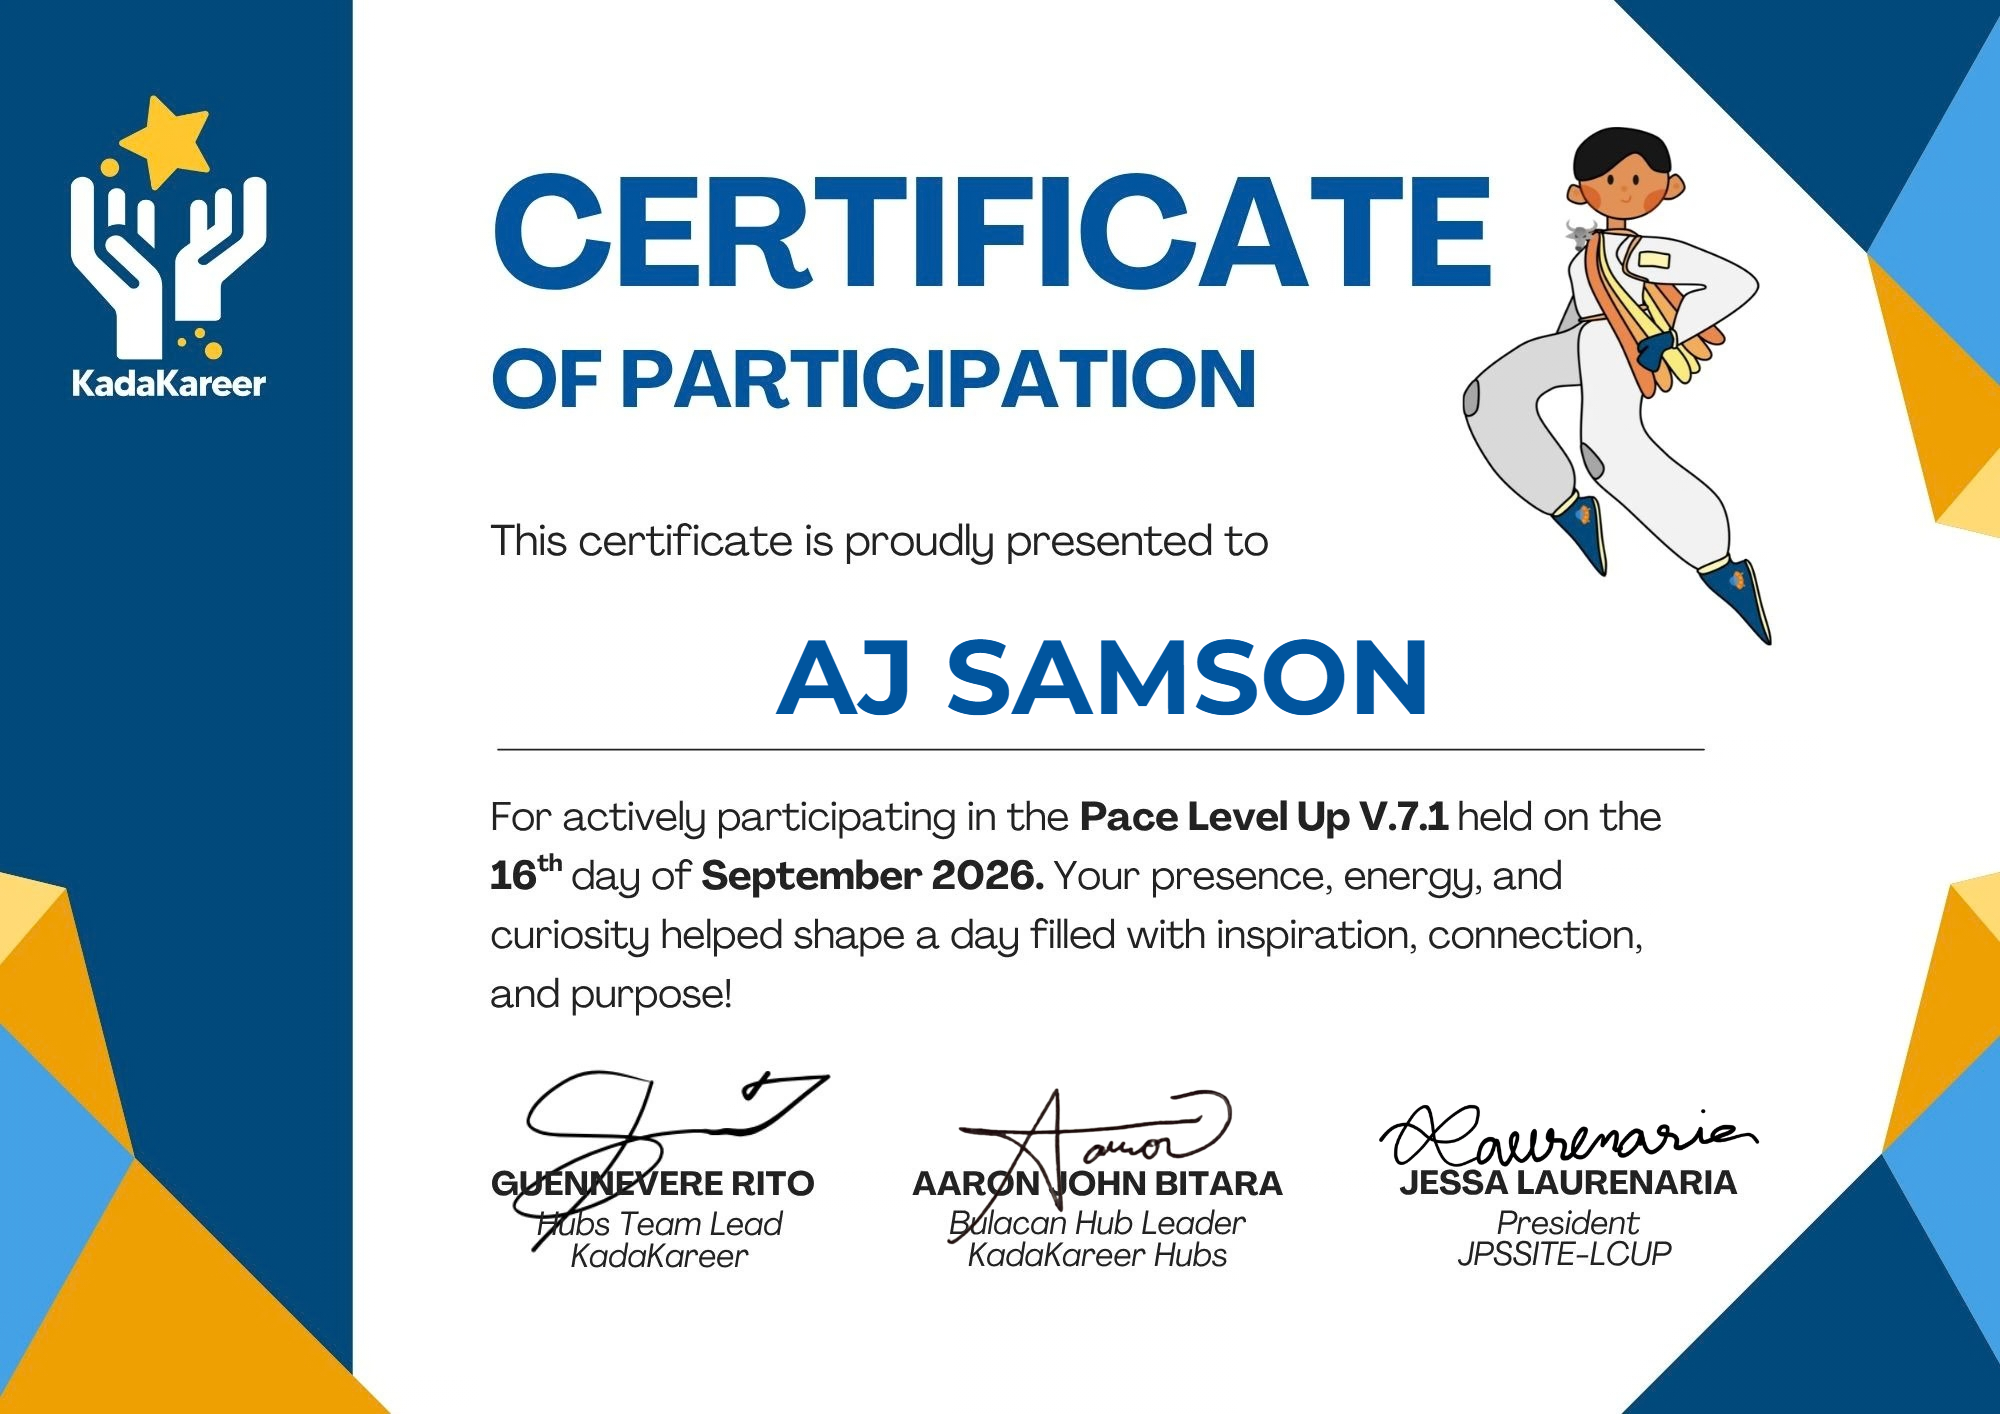 KadaKareer
CERTIFICATE
OF PARTICIPATION
This certificate is proudly presented to
AJ SAMSON
For actively participating in the Pace Level Up V.7.1 held on the
16th day of September 2026. Your presence, energy, and
curiosity helped shape a day filled with inspiration, connection,
and purpose!
GUENNEVERE RITO
Hubs Team Lead
KadaKareer
Aaron
AARON JOHN BITARA
Bulacan Hub Leader
KadaKareer Hubs
Laurenaria
JESSA LAURENARIA
President
JPSSITE-LCUP